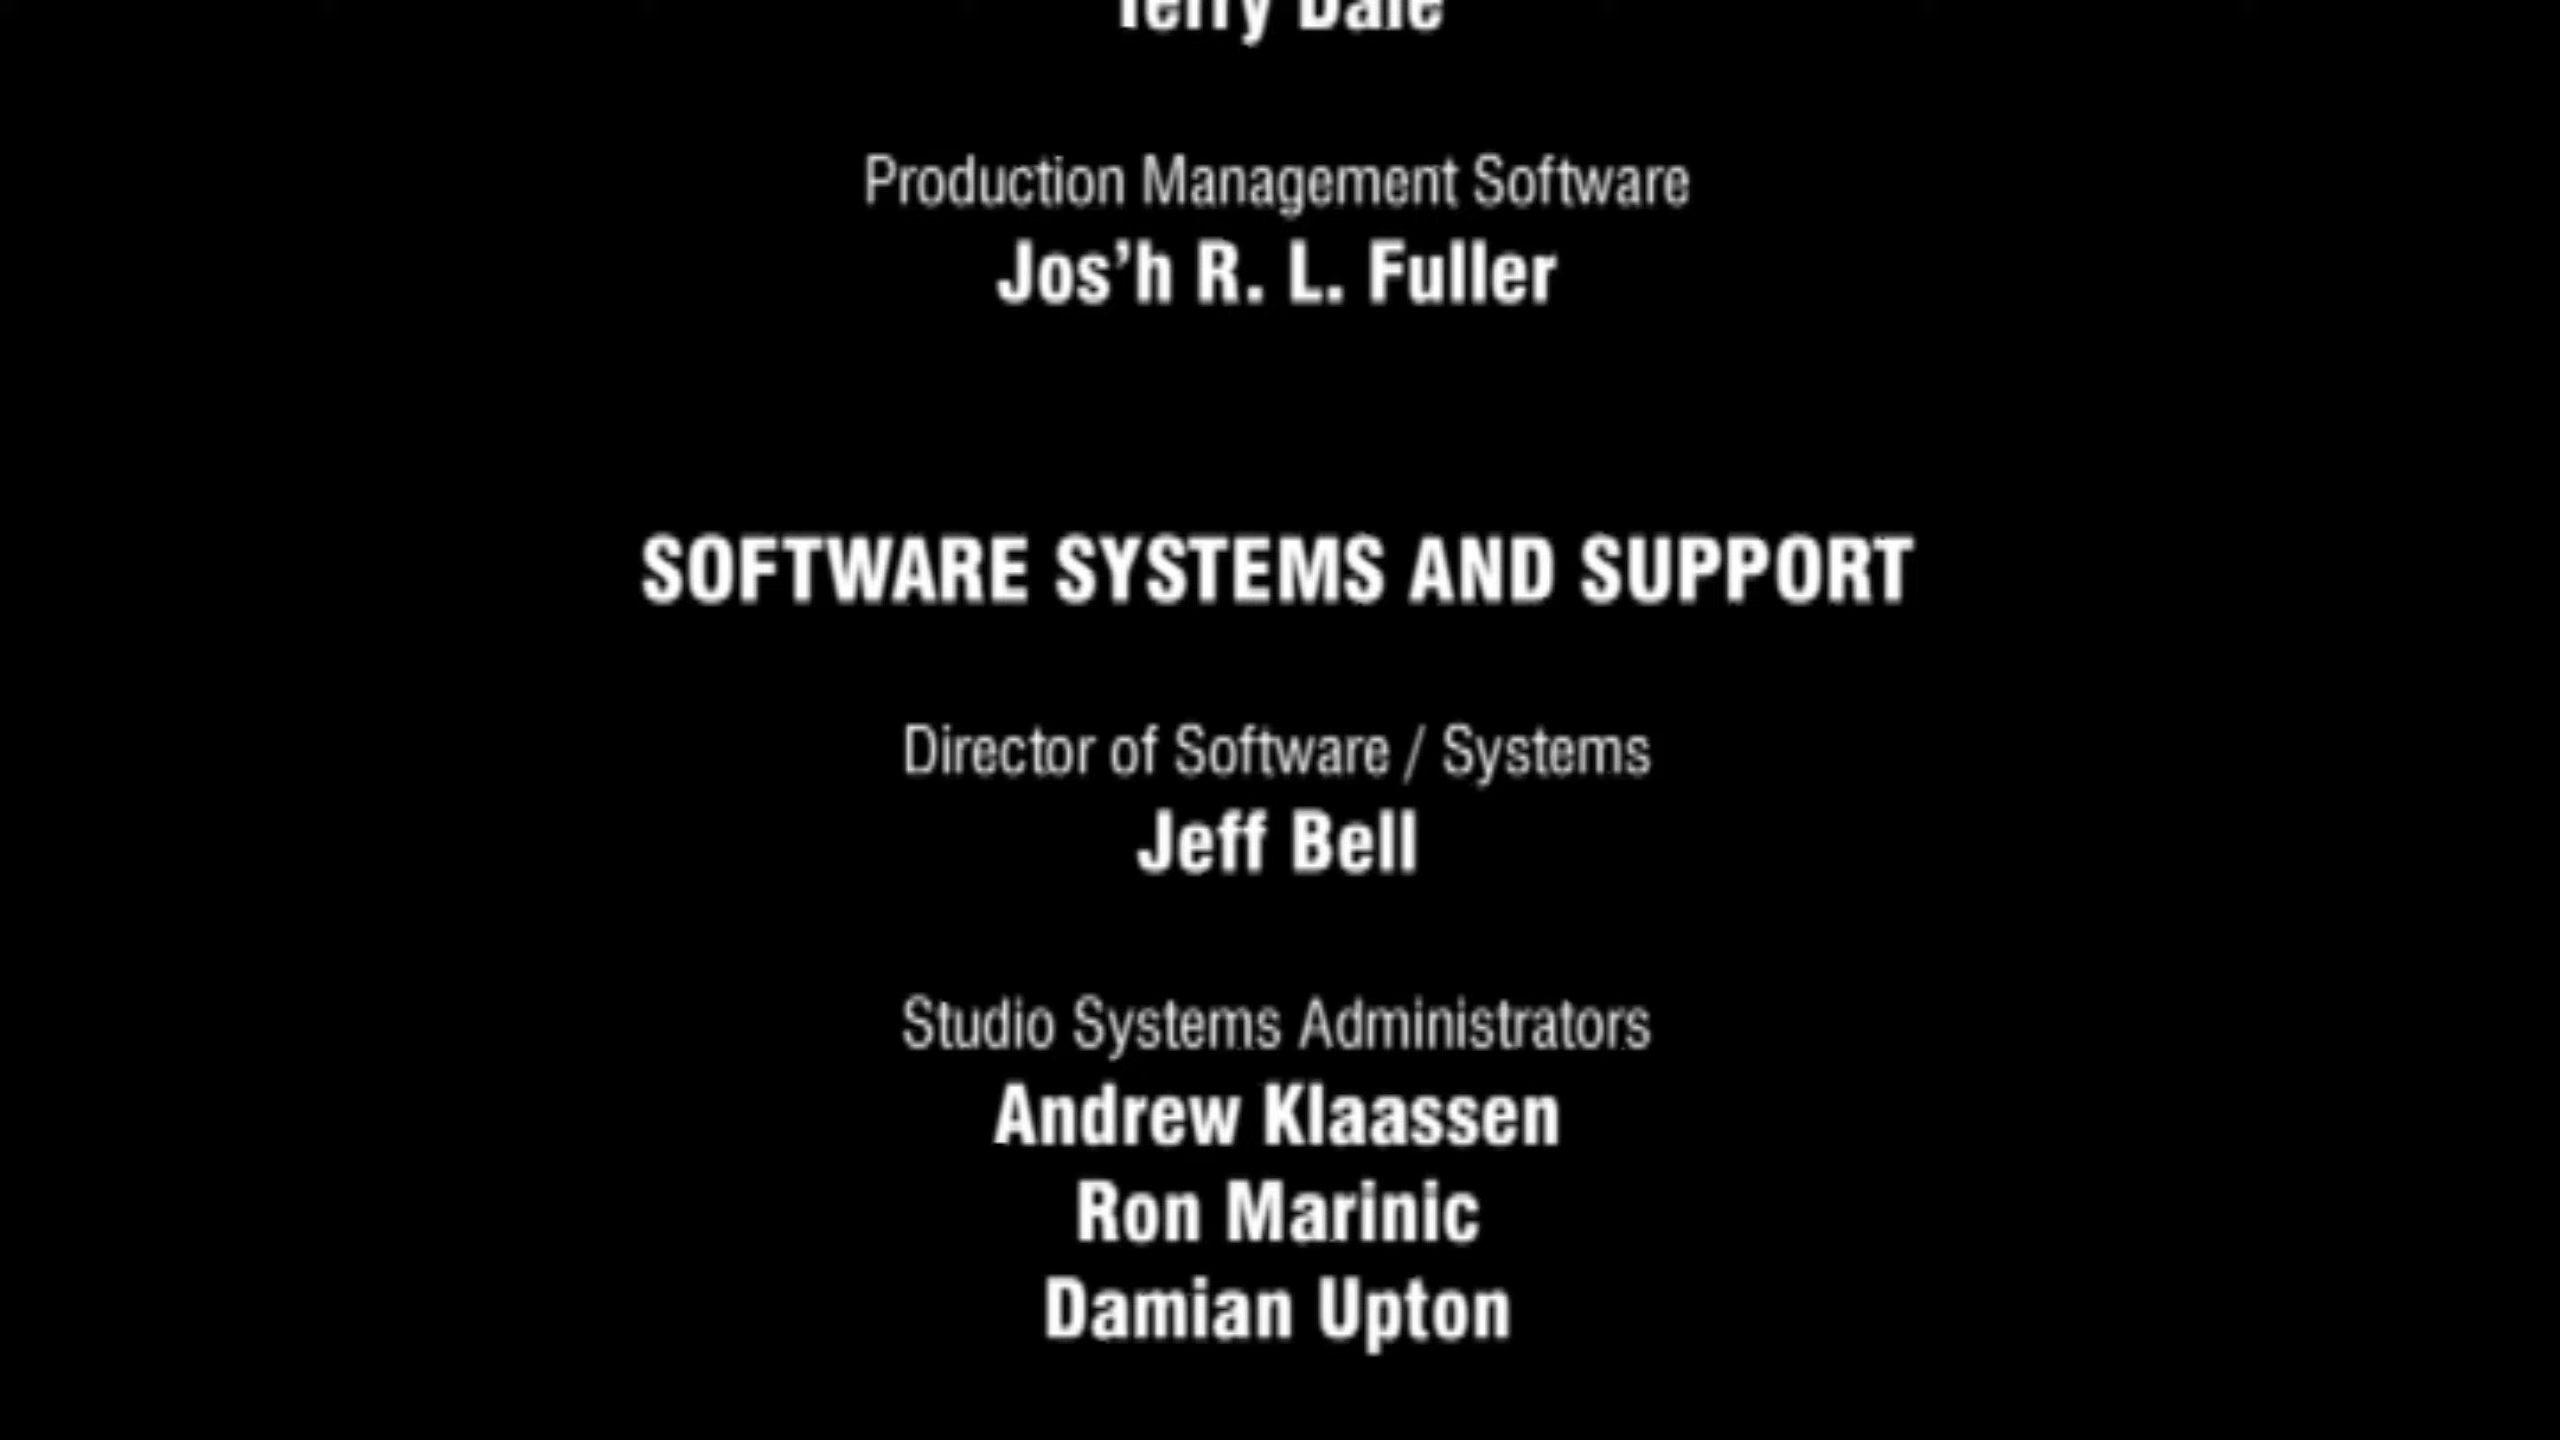 Terry Dale
Production Management Software
Jos’h R. L. Fuller
SOFTWARE SYSTEMS AND SUPPORT
Director of Software / Systems
Jeff Bell
Studio Systems Administrators
Andrew Klaassen
Ron Marinic
Damian Upton